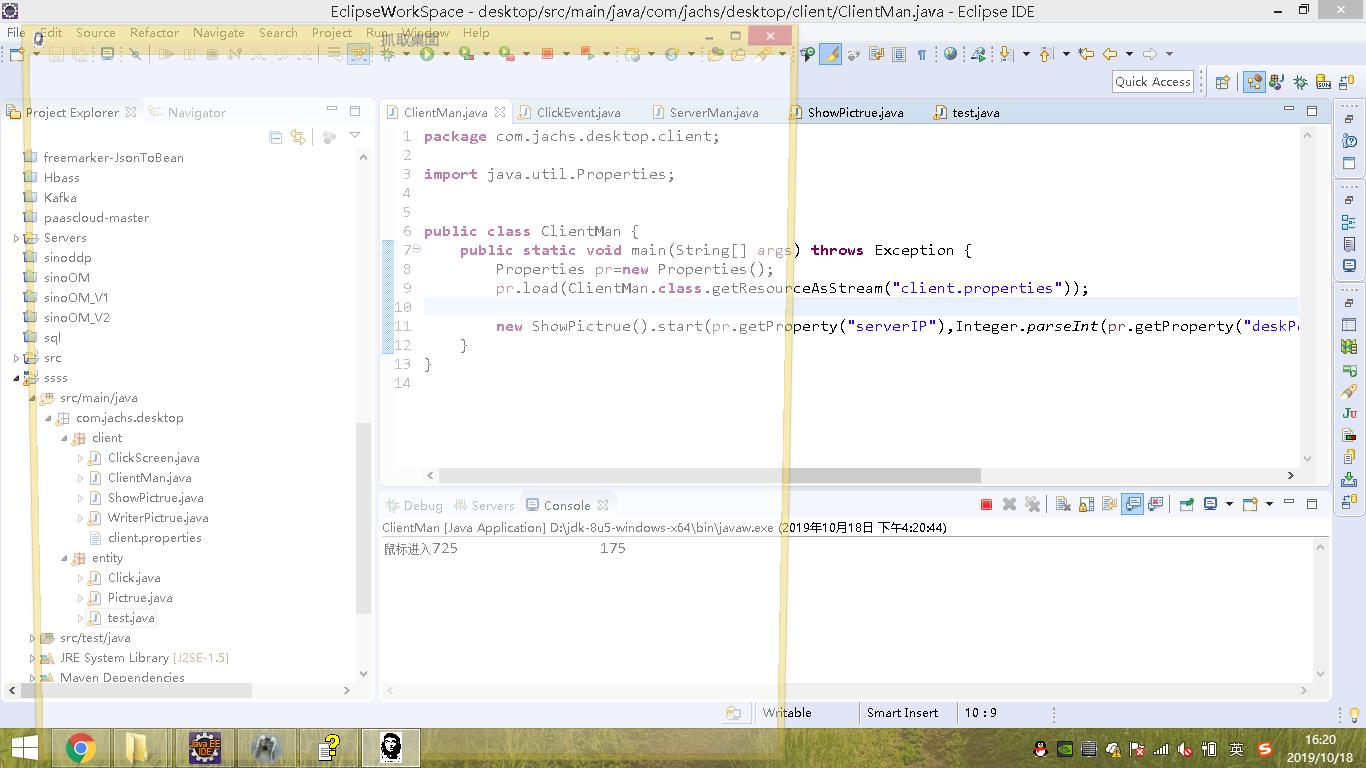 EclipseWorkSpace - desktop/src/main/java/com/jachs/desktop/client/ClientMan.java - Eclipse IDE
File Edit Source Refactor Navigate Search Project Run Window Help
抓取桌面
Quick Access
Project Explorer
Navigator
freemarker-JsonToBean
Hbass
Kafka
paascloud-master
Servers
sinoddp
sinoOM
sinoOM_V1
sinoOM_V2
sql
src
ssss
src/main/java
com.jachs.desktop
client
ClickScreen.java
ClientMan.java
ShowPictrue.java
WriterPictrue.java
client.properties
entity
Click.java
Pictrue.java
test.java
src/test/java
JRE System Library [J2SE-1.5]
Maven Dependencies
ClientMan.java ClickEvent.java ServerMan.java ShowPictrue.java test.java
1 package com.jachs.desktop.client;
2
3 import java.util.Properties;
4
5
6 public class ClientMan {
7 public static void main(String[] args) throws Exception {
8 Properties pr=new Properties();
9 pr.load(ClientMan.class.getResourceAsStream("client.properties"));
10
11 new ShowPictrue().start(pr.getProperty("serverIP"),Integer.parseInt(pr.getProperty("deskPo
12 }
13 }
14
Debug Servers Console
ClientMan [Java Application] D:\jdk-8u5-windows-x64\bin\javaw.exe (2019年10月18日 下午4:20:44)
鼠标进入725 175
Writable Smart Insert 10 : 9
Java EE
IDE
英
16:20
2019/10/18